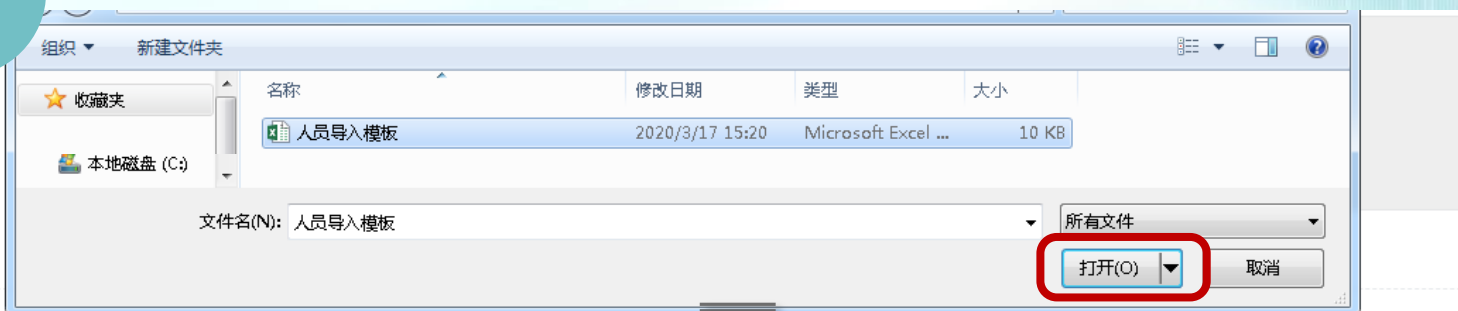 组织 新建文件夹
收藏夹 名称 修改日期 类型 大小
人员导入模板 2020/3/17 15:20 Microsoft Excel ... 10 KB
本地磁盘 (C:)
文件名(N): 人员导入模板 所有文件
打开(O) 取消